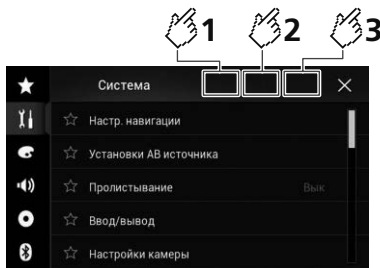 1 2 3
Система
Настр. навигации
Установки АВ источника
Пролистывание Вык
Ввод/вывод
Настройки камеры